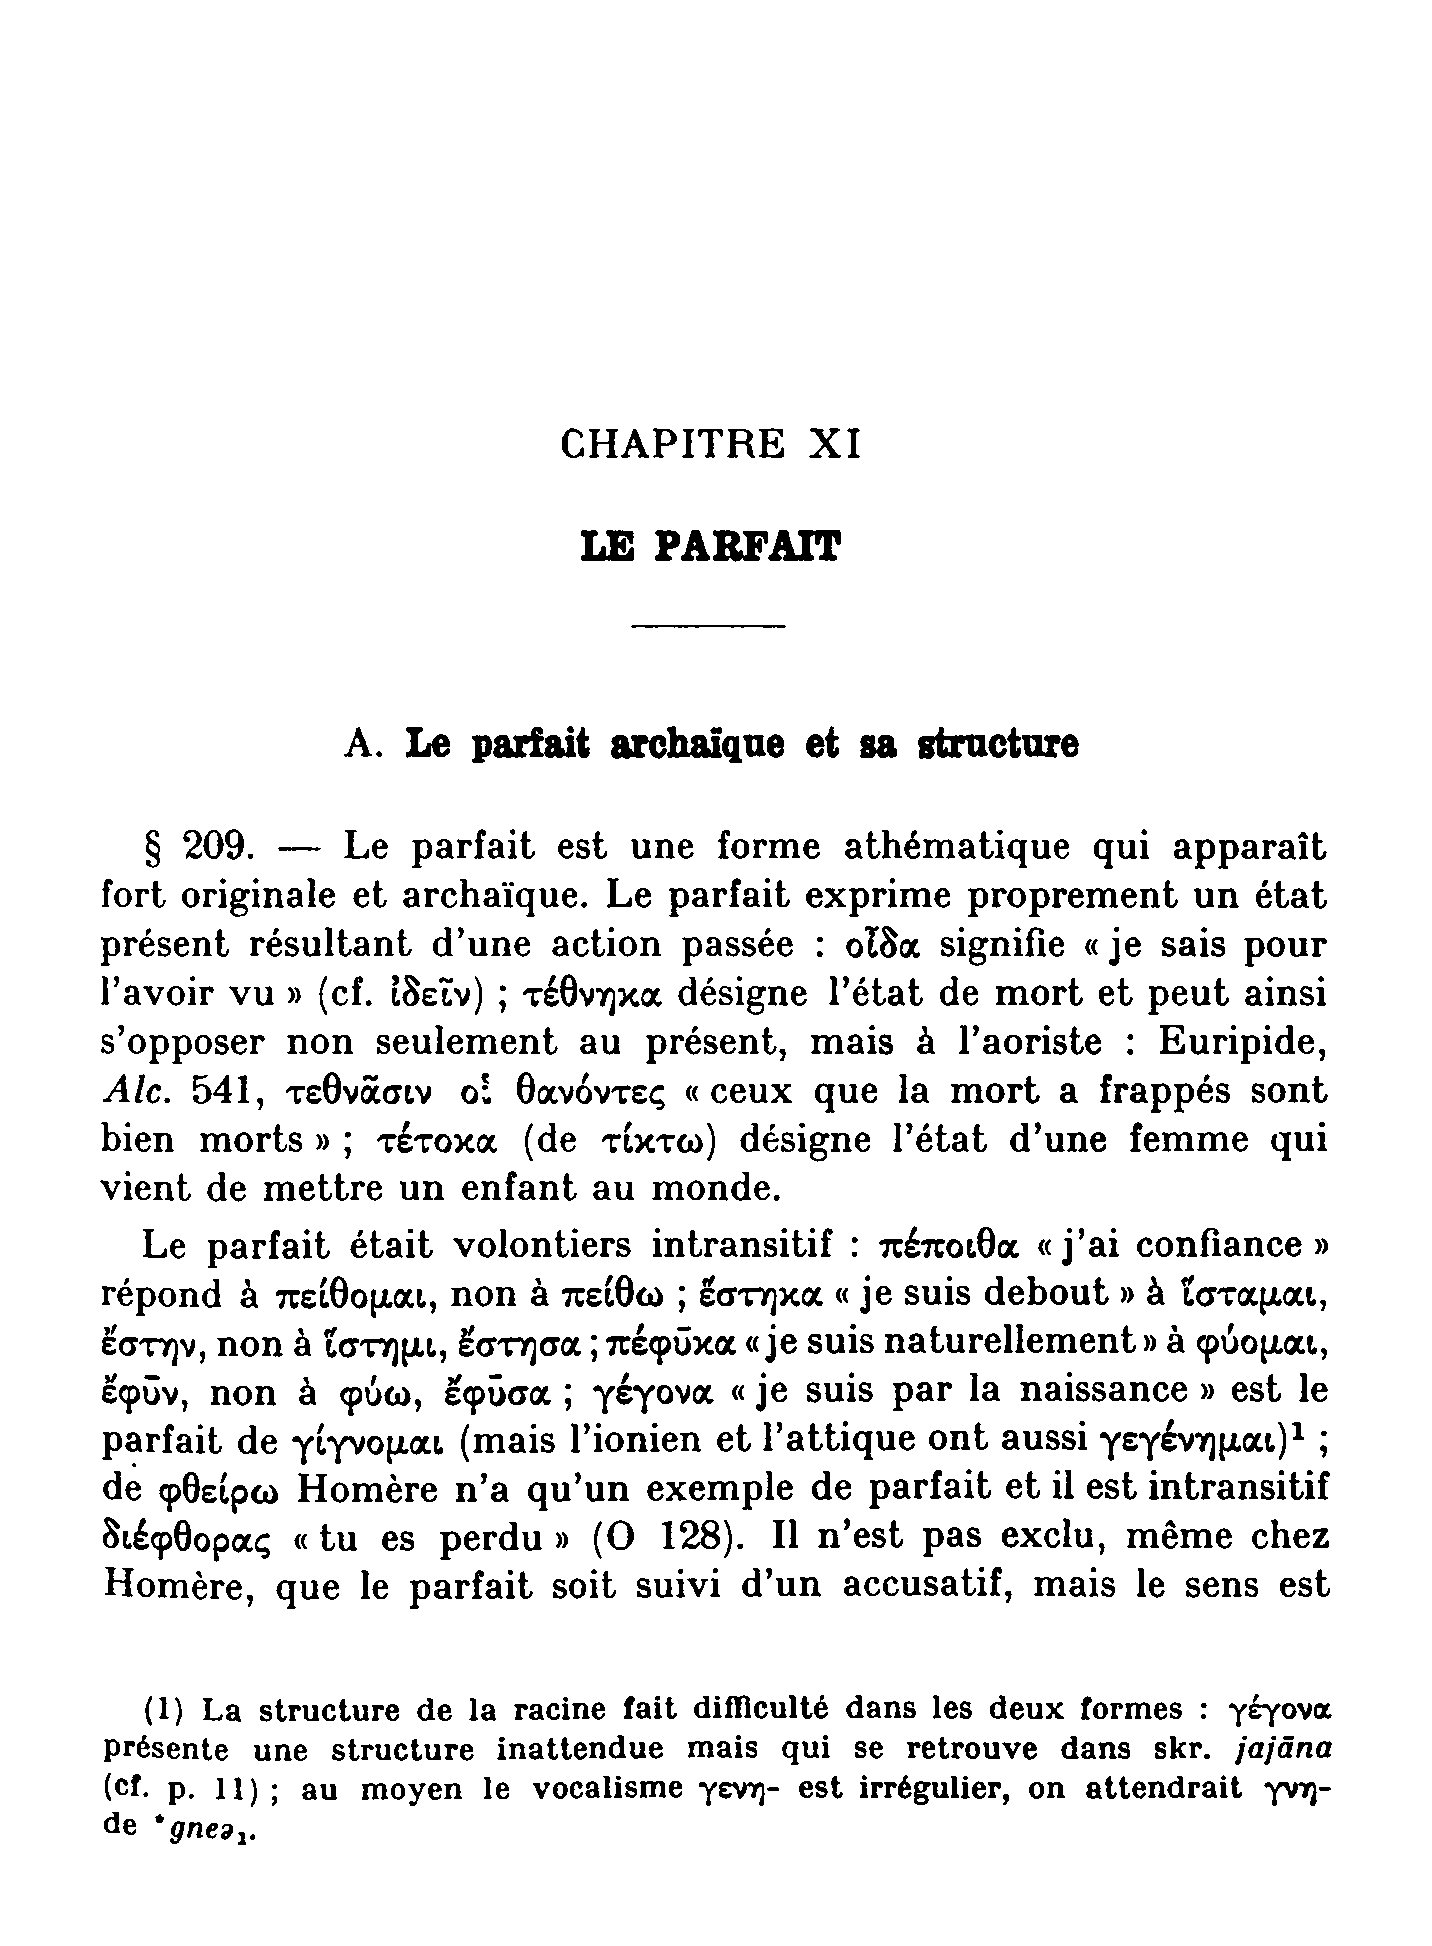 CHAPITRE XI
LE PARFAIT
A. Le parfait archaïque et sa structure
§ 209. — Le parfait est une forme athématique qui apparaît
fort originale et archaïque. Le parfait exprime proprement un état
présent résultant d'une action passée : οἶδα signifie « je sais pour
l'avoir vu » (cf. ἰδεῖν) ; τέθνηκα désigne l'état de mort et peut ainsi
s'opposer non seulement au présent, mais à l'aoriste : Euripide,
Alc. 541, τεθνᾶσιν οἱ θανόντες « ceux que la mort a frappés sont
bien morts » ; τέτοκα (de τίκτω) désigne l'état d'une femme qui
vient de mettre un enfant au monde.
Le parfait était volontiers intransitif : πέποιθα « j'ai confiance »
répond à πείθομαι, non à πείθω ; ἕστηκα « je suis debout » à ἵσταμαι,
ἔστην, non à ἵστημι, ἔστησα ; πέφῡκα « je suis naturellement » à φύομαι,
ἔφῡν, non à φύω, ἔφῡσα ; γέγονα « je suis par la naissance » est le
parfait de γίγνομαι (mais l'ionien et l'attique ont aussi γεγένημαι)¹ ;
de φθείρω Homère n'a qu'un exemple de parfait et il est intransitif
διέφθορας « tu es perdu » (O 128). Il n'est pas exclu, même chez
Homère, que le parfait soit suivi d'un accusatif, mais le sens est
(1) La structure de la racine fait difficulté dans les deux formes : γέγονα
présente une structure inattendue mais qui se retrouve dans skr. jajāna
(cf. p. 11) ; au moyen le vocalisme γενη- est irrégulier, on attendrait γνη-
de *gneə₁.